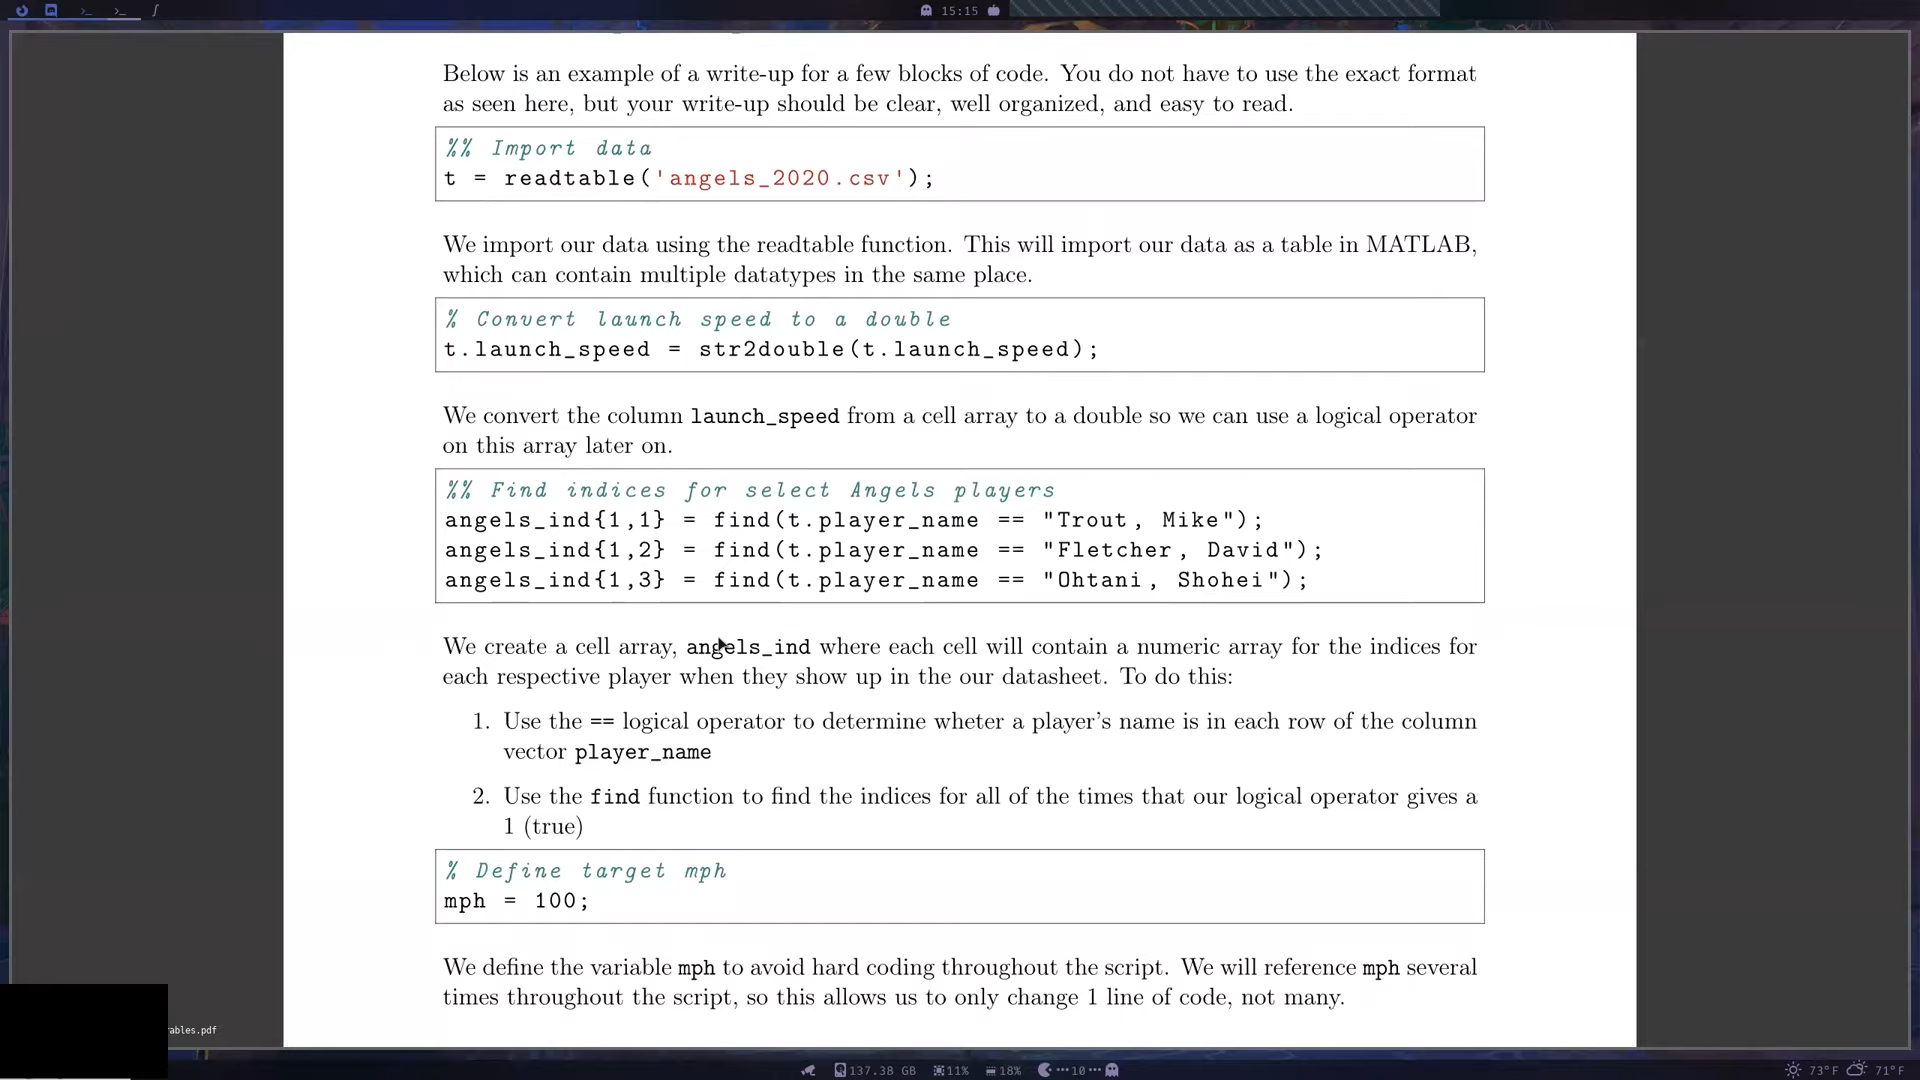 15:15
Below is an example of a write-up for a few blocks of code. You do not have to use the exact format
as seen here, but your write-up should be clear, well organized, and easy to read.
%% Import data
t = readtable('angels_2020.csv');
We import our data using the readtable function. This will import our data as a table in MATLAB,
which can contain multiple datatypes in the same place.
% Convert launch speed to a double
t.launch_speed = str2double(t.launch_speed);
We convert the column launch_speed from a cell array to a double so we can use a logical operator
on this array later on.
%% Find indices for select Angels players
angels_ind{1,1} = find(t.player_name == "Trout, Mike");
angels_ind{1,2} = find(t.player_name == "Fletcher, David");
angels_ind{1,3} = find(t.player_name == "Ohtani, Shohei");
We create a cell array, angels_ind where each cell will contain a numeric array for the indices for
each respective player when they show up in the our datasheet. To do this:
1. Use the == logical operator to determine wheter a player's name is in each row of the column
vector player_name
2. Use the find function to find the indices for all of the times that our logical operator gives a
1 (true)
% Define target mph
mph = 100;
We define the variable mph to avoid hard coding throughout the script. We will reference mph several
times throughout the script, so this allows us to only change 1 line of code, not many.
rables.pdf
137.38 GB 11% 18% 10 73°F 71°F